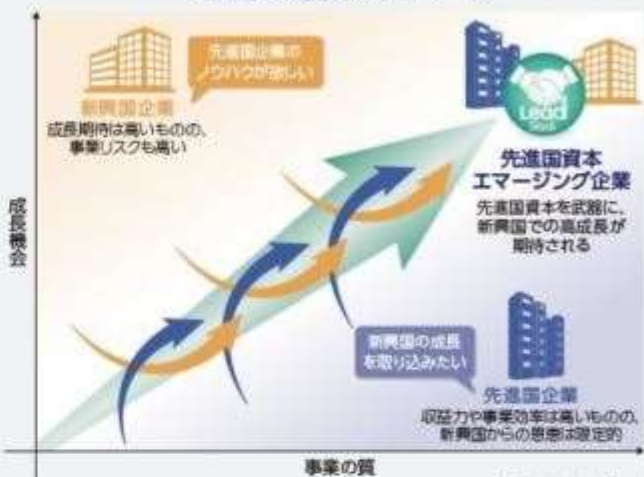 先進国企業の
ノウハウが欲しい
新興国企業
成長期待は高いものの、
事業リスクも高い
Lead
先進国資本
エマージング企業
先進国資本を武器に、
新興国での高成長が
期待される
成長機会
新興国の成長
を取り込みたい
先進国企業
収益力や事業効率は高いものの、
新興国からの恩恵は限定的
事業の質